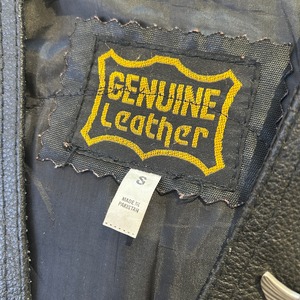 GENUINE
Leather
S
MADE IN
PAKISTAN